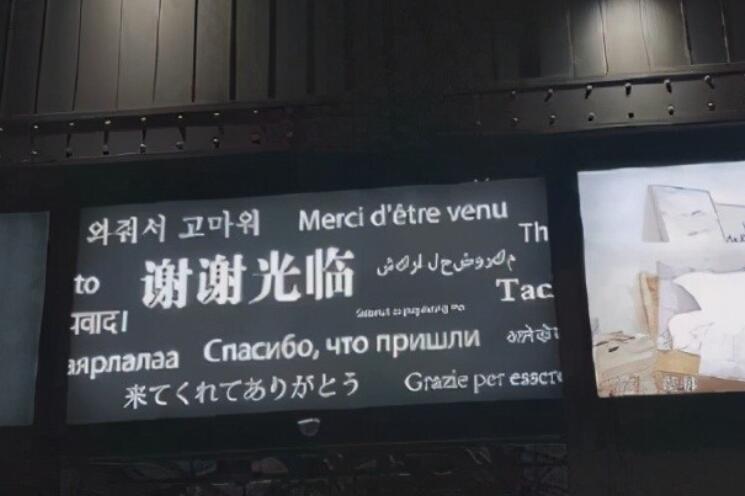 와줘서 고마워
Merci d'être venu
Th
to
谢谢光临
Tac
аярлалаа
Спасибо, что пришли
来てくれてありがとう
Grazie per essere